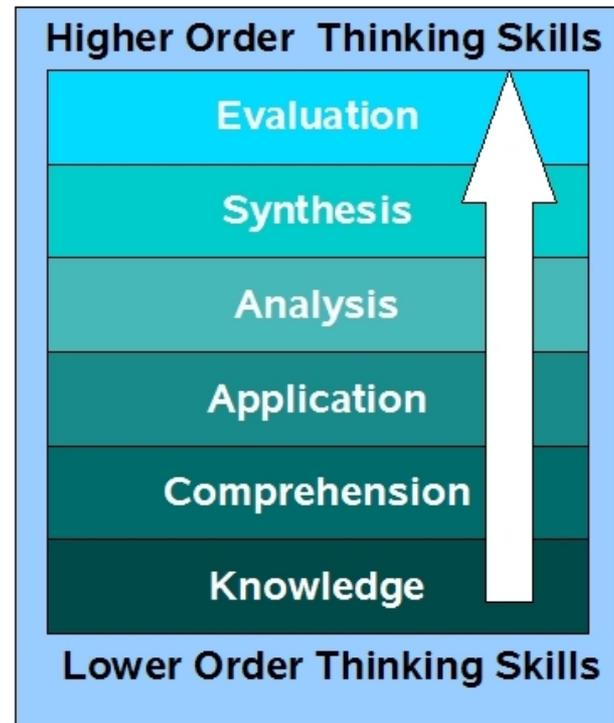 Higher Order Thinking Skills
Evaluation
Synthesis
Analysis
Application
Comprehension
Knowledge
Lower Order Thinking Skills